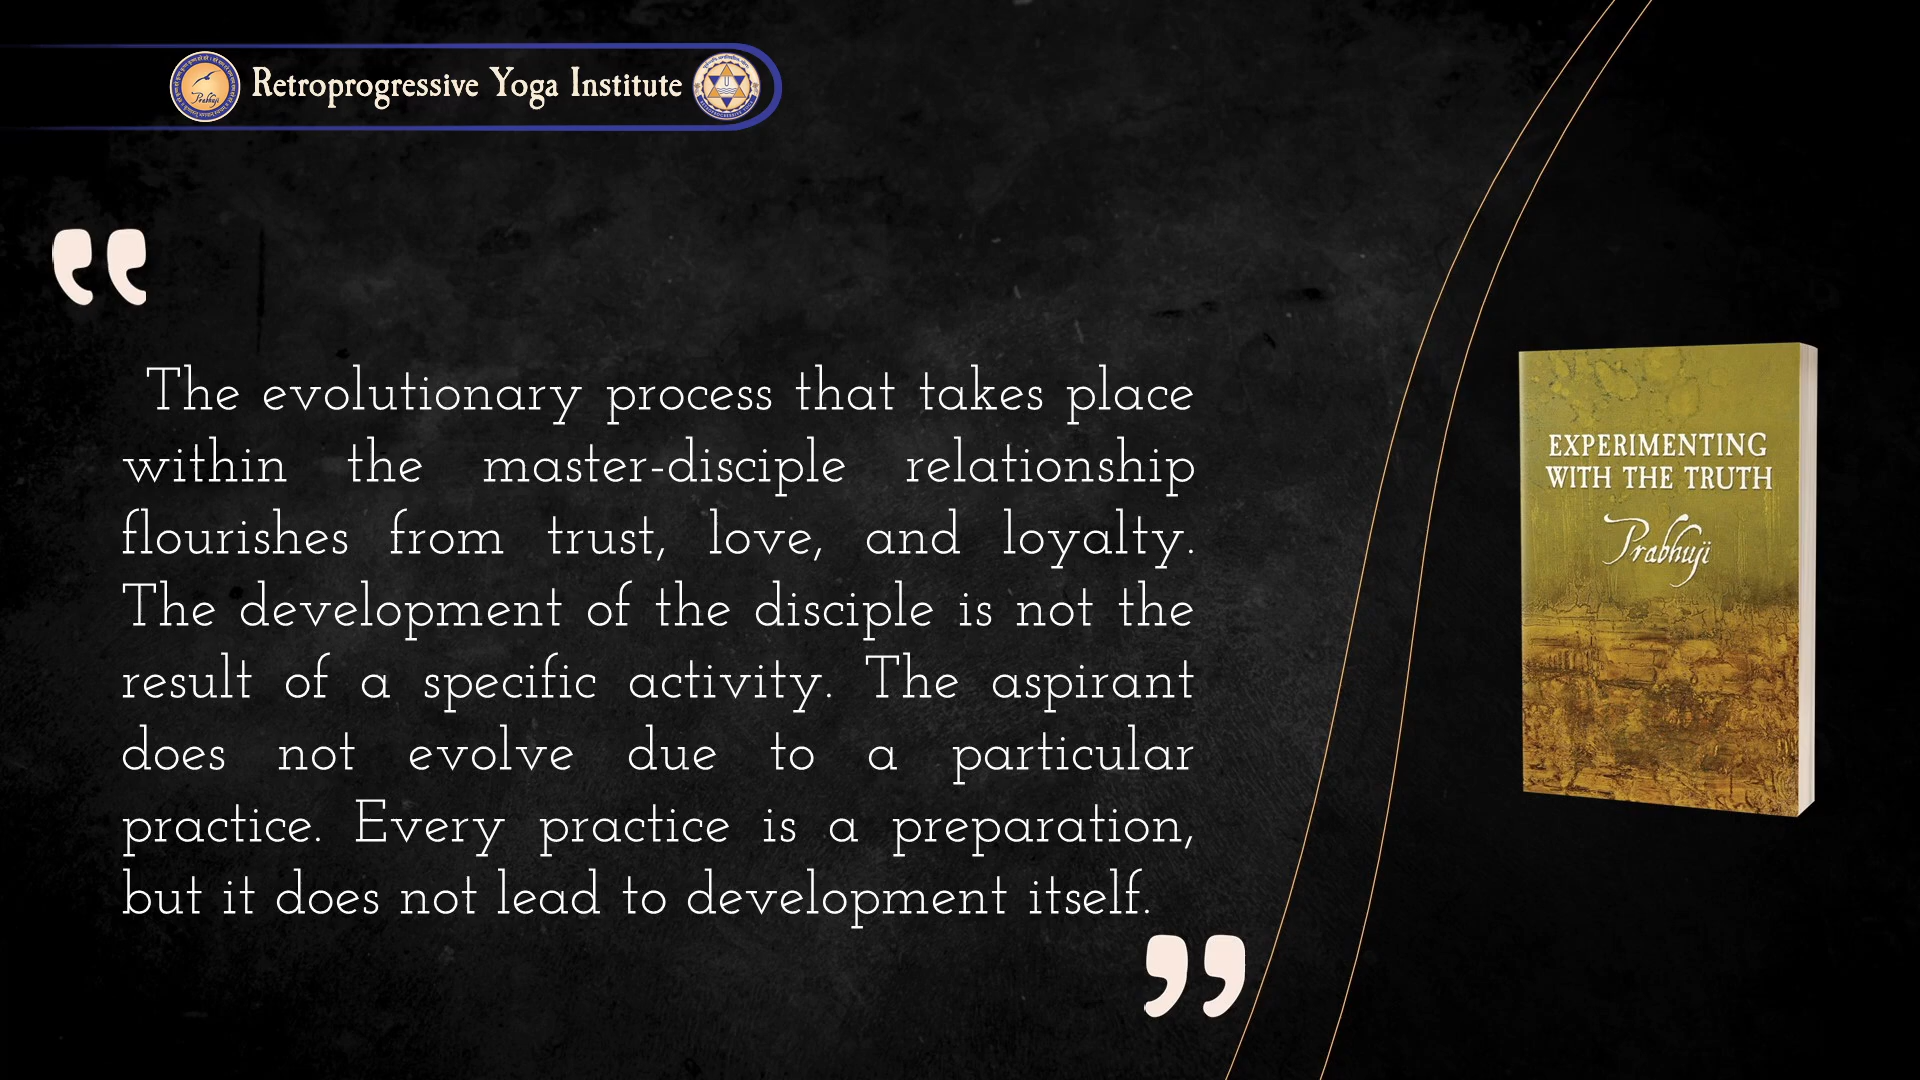 Retroprogressive Yoga Institute
Prabhuji
The evolutionary process that takes place
within the master-disciple relationship
flourishes from trust, love, and loyalty.
The development of the disciple is not the
result of a specific activity. The aspirant
does not evolve due to a particular
practice. Every practice is a preparation,
but it does not lead to development itself.
EXPERIMENTING
WITH THE TRUTH
Prabhuji